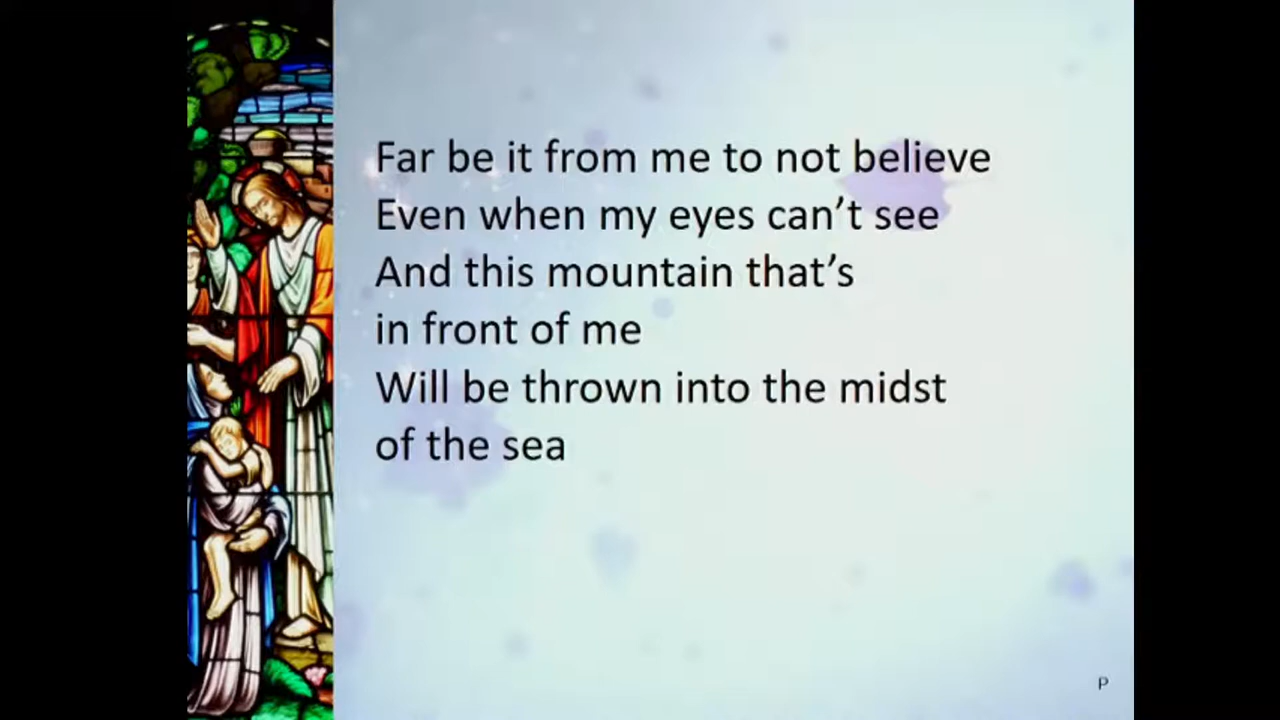 Far be it from me to not believe
Even when my eyes can’t see
And this mountain that’s
in front of me
Will be thrown into the midst
of the sea
P